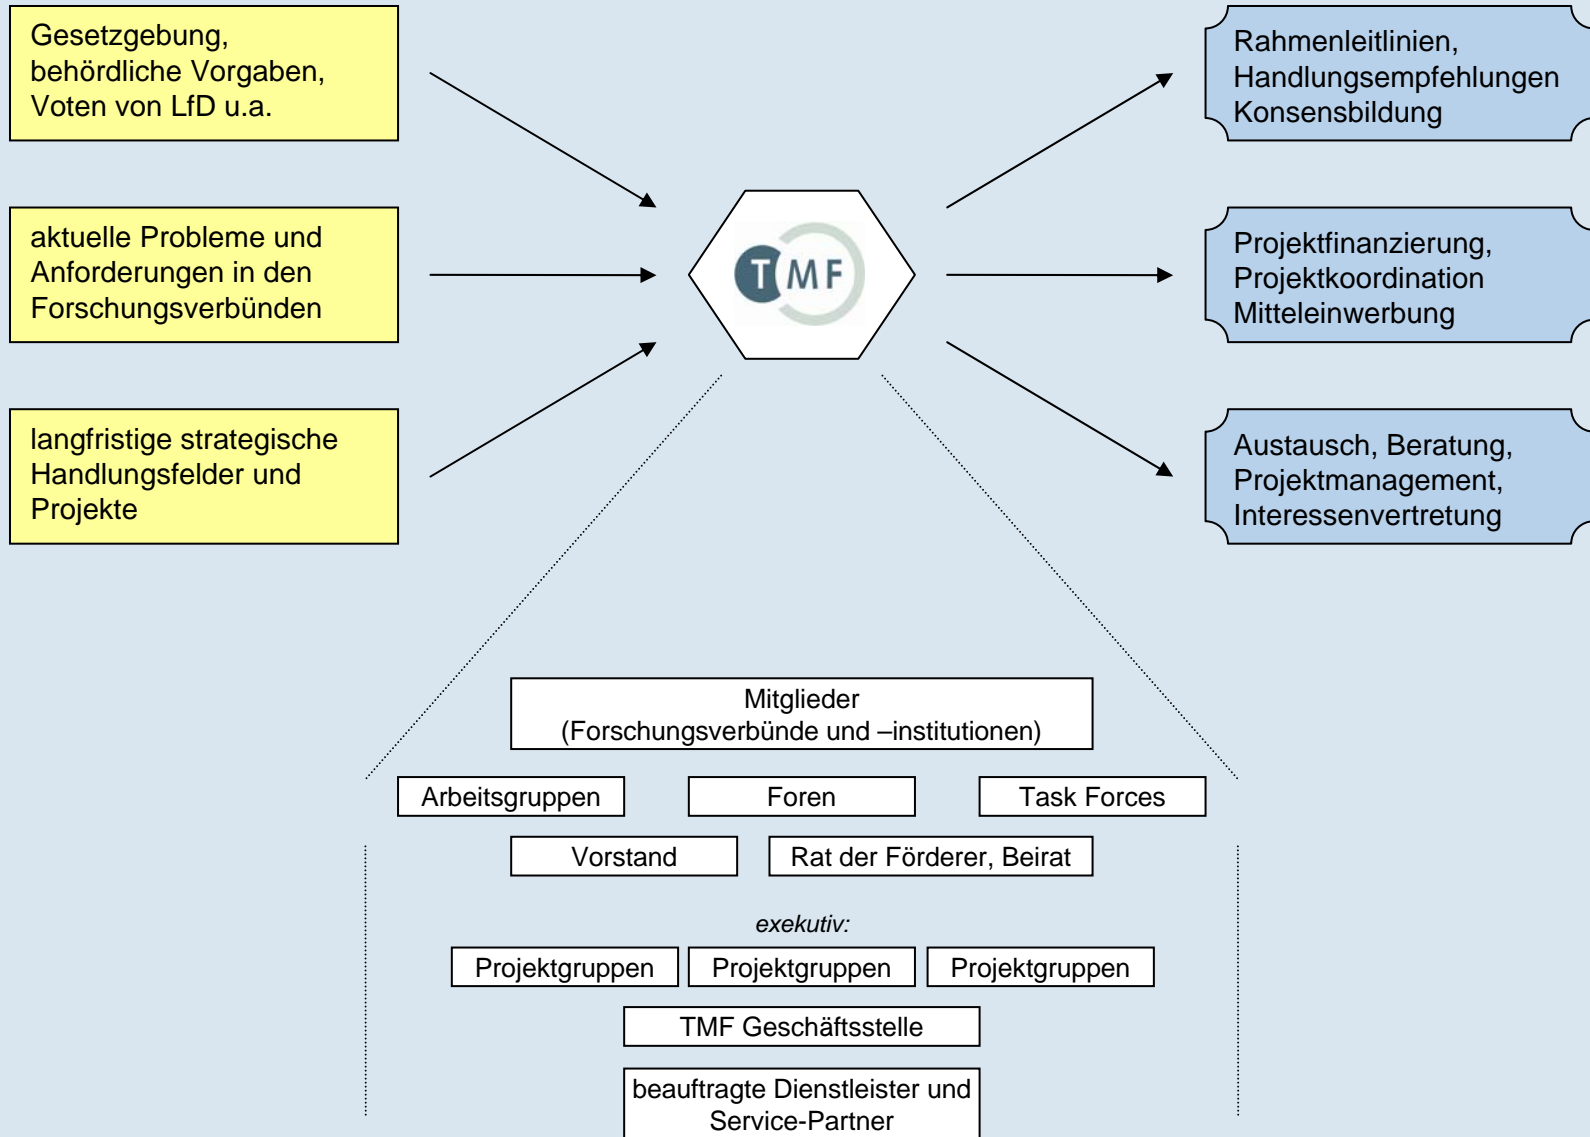 Gesetzgebung,
behördliche Vorgaben,
Voten von LfD u.a.
aktuelle Probleme und
Anforderungen in den
Forschungsverbünden
langfristige strategische
Handlungsfelder und
Projekte
TMF
Rahmenleitlinien,
Handlungsempfehlungen
Konsensbildung
Projektfinanzierung,
Projektkoordination
Mitteleinwerbung
Austausch, Beratung,
Projektmanagement,
Interessenvertretung
Mitglieder
(Forschungsverbünde und –institutionen)
Arbeitsgruppen
Foren
Task Forces
Vorstand
Rat der Förderer, Beirat
exekutiv:
Projektgruppen
Projektgruppen
Projektgruppen
TMF Geschäftsstelle
beauftragte Dienstleister und
Service-Partner